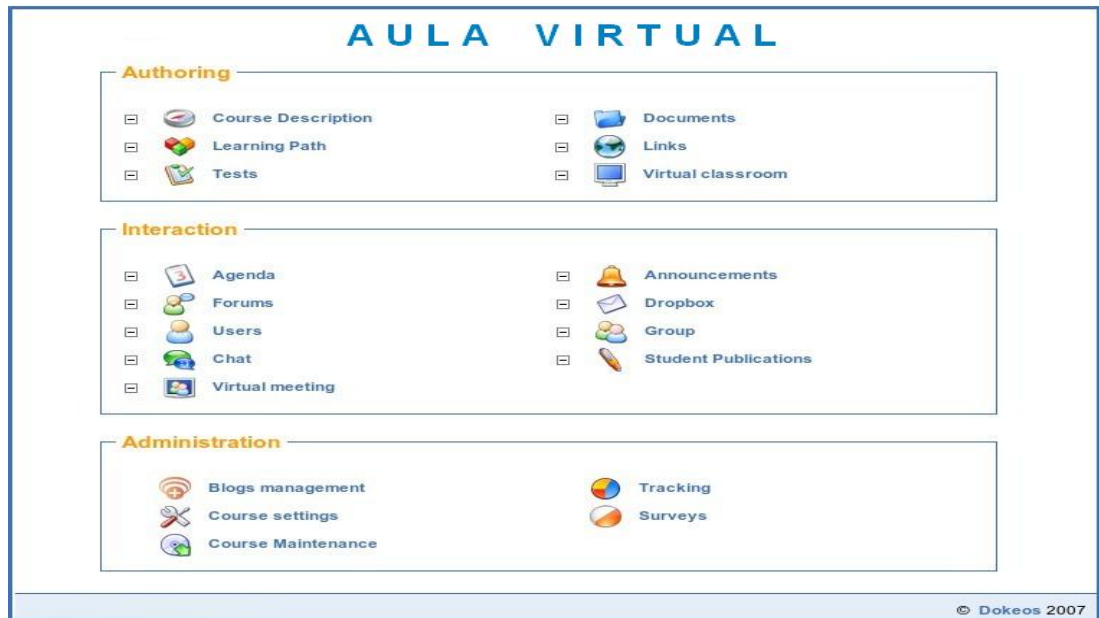 AULA VIRTUAL
Authoring
Course Description Documents
Learning Path Links
Tests Virtual classroom
Interaction
3
Agenda Announcements
Forums Dropbox
Users Group
Chat Student Publications
Virtual meeting
Administration
Blogs management Tracking
Course settings Surveys
Course Maintenance
© Dokeos 2007